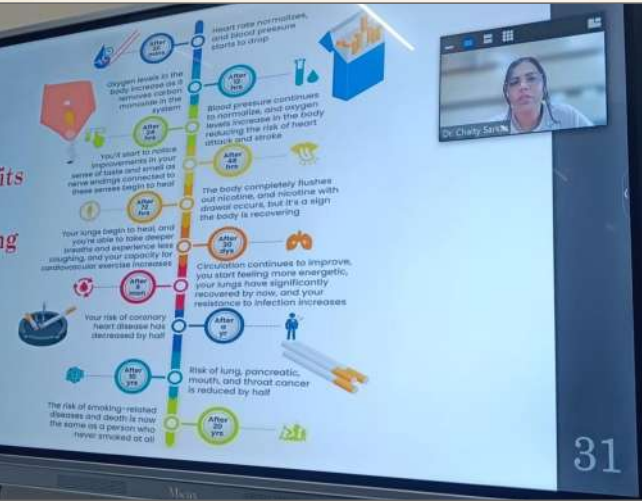 Heart rate normalizes,
and blood pressure
starts to drop
After
20
mins
Oxygen levels in the
body increase as it
removes carbon
monoxide in the
system
After
12
hrs
Blood pressure continues
to normalize, and oxygen
levels increase in the body
reducing the risk of heart
attack and stroke
After
24
hrs
You'll start to notice
improvements in your
sense of taste and smell as
nerve endings connected to
these senses begin to heal
After
48
hrs
The body completely flushes
out nicotine, and nicotine with
drawal occurs, but it's a sign
the body is recovering
After
72
hrs
Your lungs begin to heal, and
you're able to take deeper
breaths and experience less
coughing, and your capacity for
cardiovascular exercise increases
After
30
dys
Circulation continues to improve,
you start feeling more energetic,
your lungs have significantly
recovered by now, and your
resistance to infection increases
After
mon
Your risk of coronary
heart disease has
decreased by half
After
a
yr
Risk of lung, pancreatic,
mouth, and throat cancer
is reduced by half
After
10
yrs
The risk of smoking-related
diseases and death is now
the same as a person who
never smoked at all
After
20
yrs
its
ng
Dr. Chaity
31